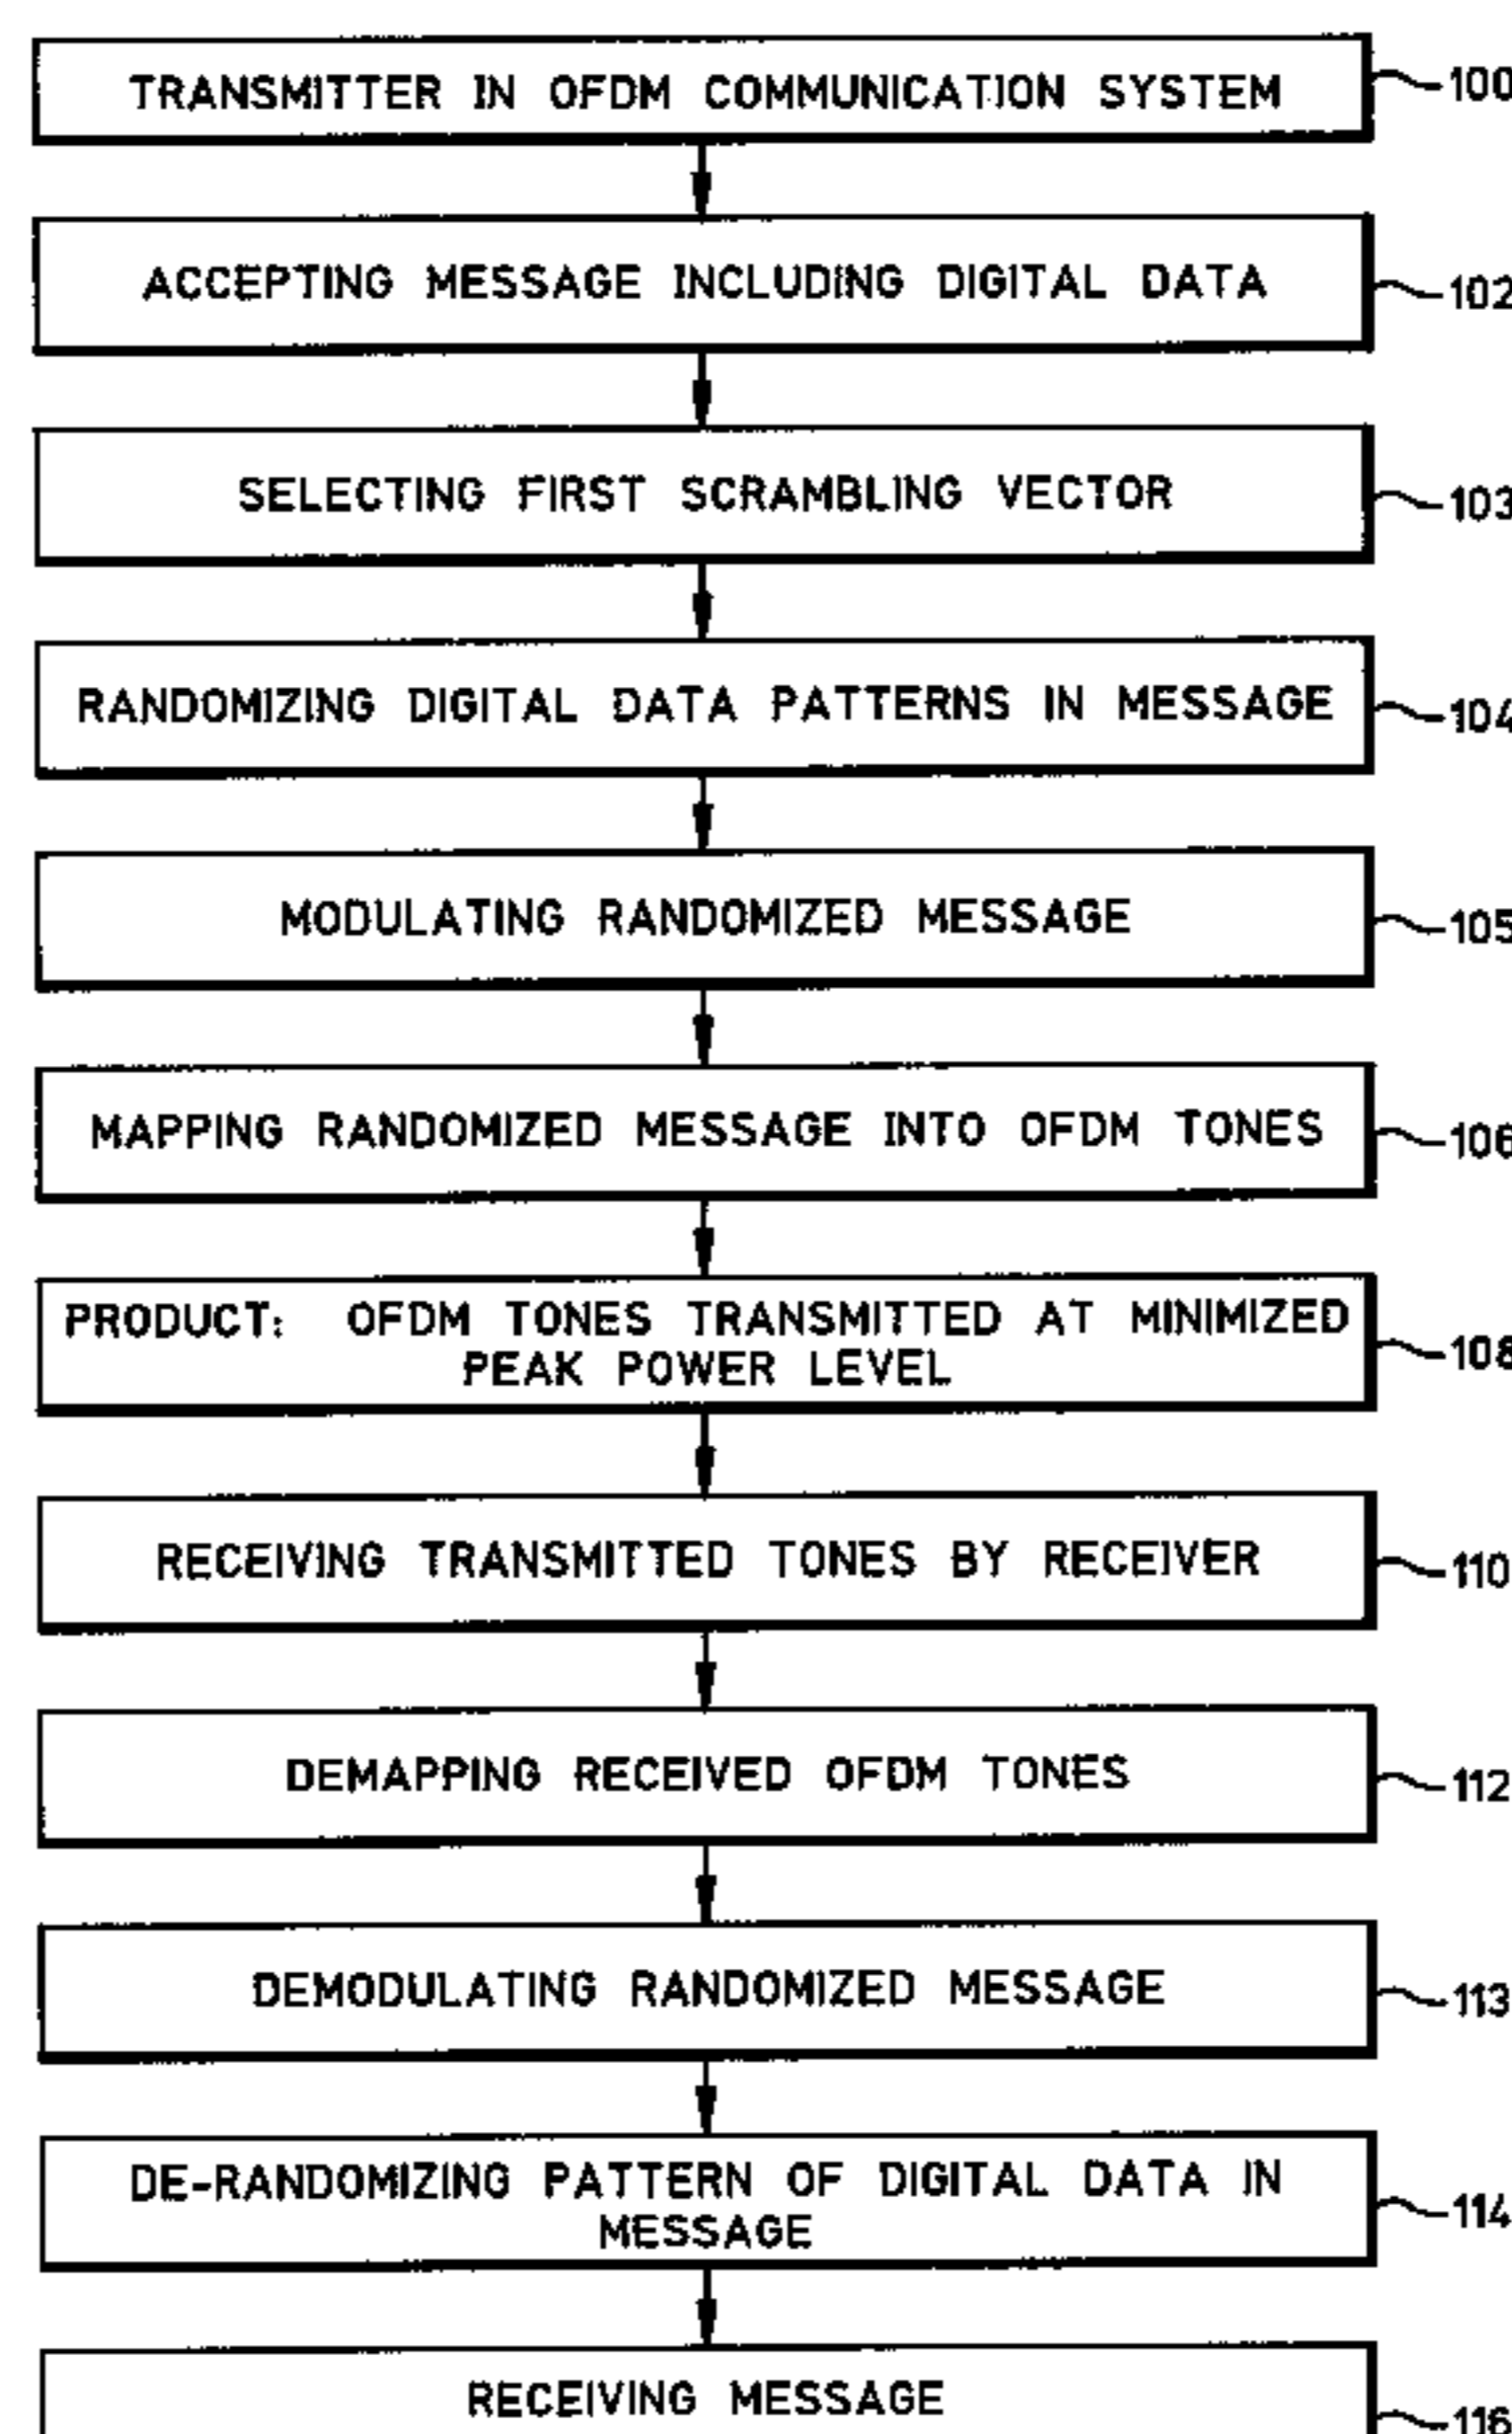 TRANSMITTER IN OFDM COMMUNICATION SYSTEM
100
ACCEPTING MESSAGE INCLUDING DIGITAL DATA
102
SELECTING FIRST SCRAMBLING VECTOR
103
RANDOMIZING DIGITAL DATA PATTERNS IN MESSAGE
104
MODULATING RANDOMIZED MESSAGE
105
MAPPING RANDOMIZED MESSAGE INTO OFDM TONES
106
PRODUCT: OFDM TONES TRANSMITTED AT MINIMIZED
PEAK POWER LEVEL
108
RECEIVING TRANSMITTED TONES BY RECEIVER
110
DEMAPPING RECEIVED OFDM TONES
112
DEMODULATING RANDOMIZED MESSAGE
113
DE-RANDOMIZING PATTERN OF DIGITAL DATA IN
MESSAGE
114
RECEIVING MESSAGE
116